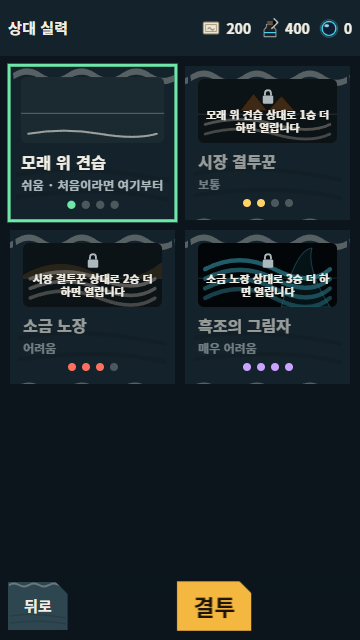 상대 실력 200 400 0
모래 위 견습
쉬움 · 처음이라면 여기부터
모래 위 견습 상대로 1승 더
하면 열립니다
시장 결투꾼
보통
시장 결투꾼 상대로 2승 더
하면 열립니다
소금 노장
어려움
소금 노장 상대로 3승 더 하
면 열립니다
흑조의 그림자
매우 어려움
뒤로
결투